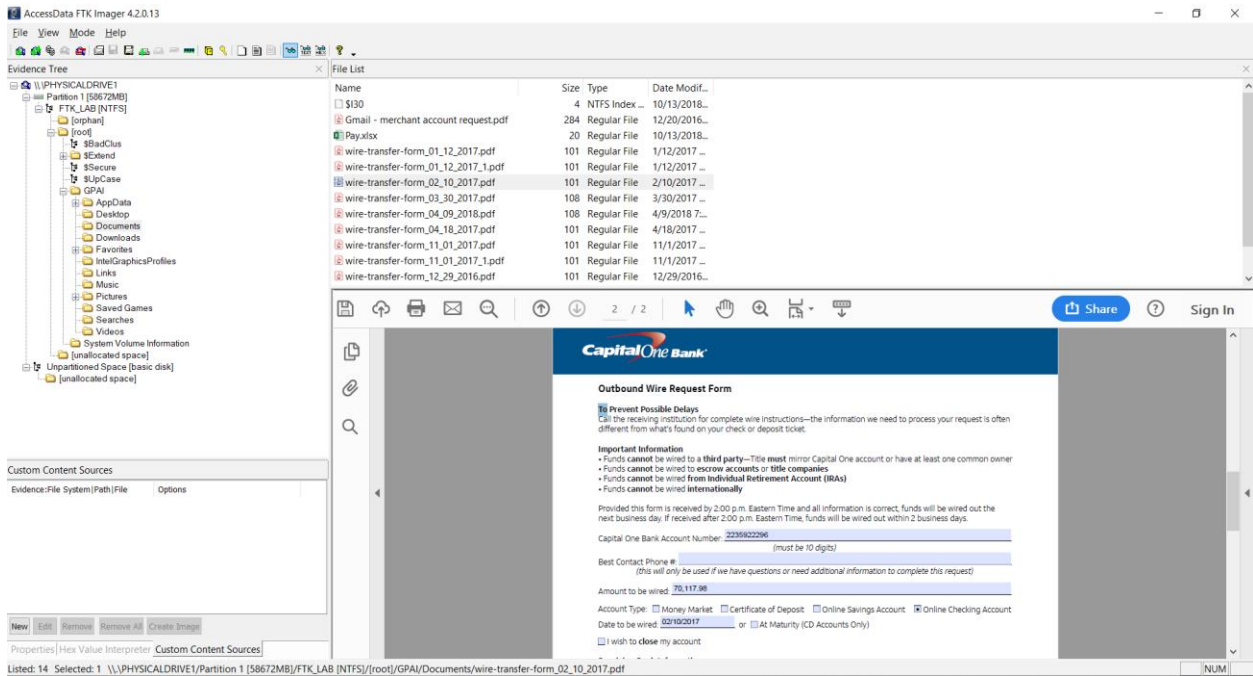 AccessData FTK Imager 4.2.0.13
File View Mode Help
Evidence Tree
\\.\PHYSICALDRIVE1
Partition 1 [58672MB]
FTK_LAB [NTFS]
[orphan]
[root]
$BadClus
$Extend
$Secure
$UpCase
GPAI
AppData
Desktop
Documents
Downloads
Favorites
IntelGraphicsProfiles
Links
Music
Pictures
Saved Games
Searches
Videos
System Volume Information
[unallocated space]
Unpartitioned Space [basic disk]
[unallocated space]
Custom Content Sources
Evidence:File System|Path|File Options
New Edit Remove Remove All Create Image
Properties Hex Value Interpreter Custom Content Sources
File List
Name Size Type Date Modif...
$I30 4 NTFS Index ... 10/13/2018...
Gmail - merchant account request.pdf 284 Regular File 12/20/2016...
Pay.xlsx 20 Regular File 10/13/2018...
wire-transfer-form_01_12_2017.pdf 101 Regular File 1/12/2017 ...
wire-transfer-form_01_12_2017_1.pdf 101 Regular File 1/12/2017 ...
wire-transfer-form_02_10_2017.pdf 101 Regular File 2/10/2017 ...
wire-transfer-form_03_30_2017.pdf 108 Regular File 3/30/2017 ...
wire-transfer-form_04_09_2018.pdf 108 Regular File 4/9/2018 7:...
wire-transfer-form_04_18_2017.pdf 101 Regular File 4/18/2017 ...
wire-transfer-form_11_01_2017.pdf 101 Regular File 11/1/2017 ...
wire-transfer-form_11_01_2017_1.pdf 101 Regular File 11/1/2017 ...
wire-transfer-form_12_29_2016.pdf 101 Regular File 12/29/2016...
2 / 2 Share Sign In
CapitalOne Bank
Outbound Wire Request Form
To Prevent Possible Delays
Call the receiving institution for complete wire instructions—the information we need to process your request is often
different from what's found on your check or deposit ticket.
Important Information
• Funds cannot be wired to a third party—Title must mirror Capital One account or have at least one common owner
• Funds cannot be wired to escrow accounts or title companies
• Funds cannot be wired from Individual Retirement Account (IRAs)
• Funds cannot be wired internationally
Provided this form is received by 2:00 p.m. Eastern Time and all information is correct, funds will be wired out the
next business day. If received after 2:00 p.m. Eastern Time, funds will be wired out within 2 business days.
Capital One Bank Account Number: 2235922296
(must be 10 digits)
Best Contact Phone #:
(this will only be used if we have questions or need additional information to complete this request)
Amount to be wired: 70,117.98
Account Type: Money Market Certificate of Deposit Online Savings Account Online Checking Account
Date to be wired: 02/10/2017 or At Maturity (CD Accounts Only)
I wish to close my account
Listed: 14 Selected: 1 \\.\PHYSICALDRIVE1/Partition 1 [58672MB]/FTK_LAB [NTFS]/[root]/GPAI/Documents/wire-transfer-form_02_10_2017.pdf NUM